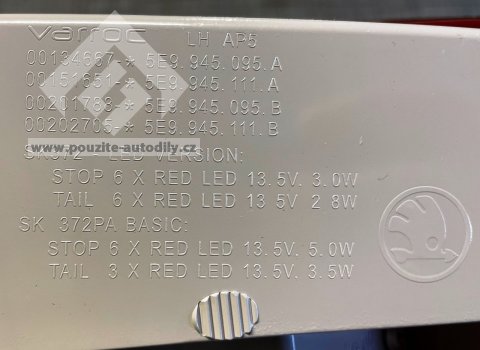 varroc LH AP5
00134687-* 5E9.945.095.A
00151651-* 5E9.945.111.A
00201788-* 5E9.945.095.B
00202705-* 5E9.945.111.B
www.pouzite-autodily.cz
SK372 LED VERSION:
STOP 6 X RED LED 13.5V. 3.0W
TAIL 6 X RED LED 13.5V 2.8W
SK 372PA BASIC:
STOP 6 X RED LED 13.5V. 5.0W
TAIL 3 X RED LED 13.5V. 3.5W